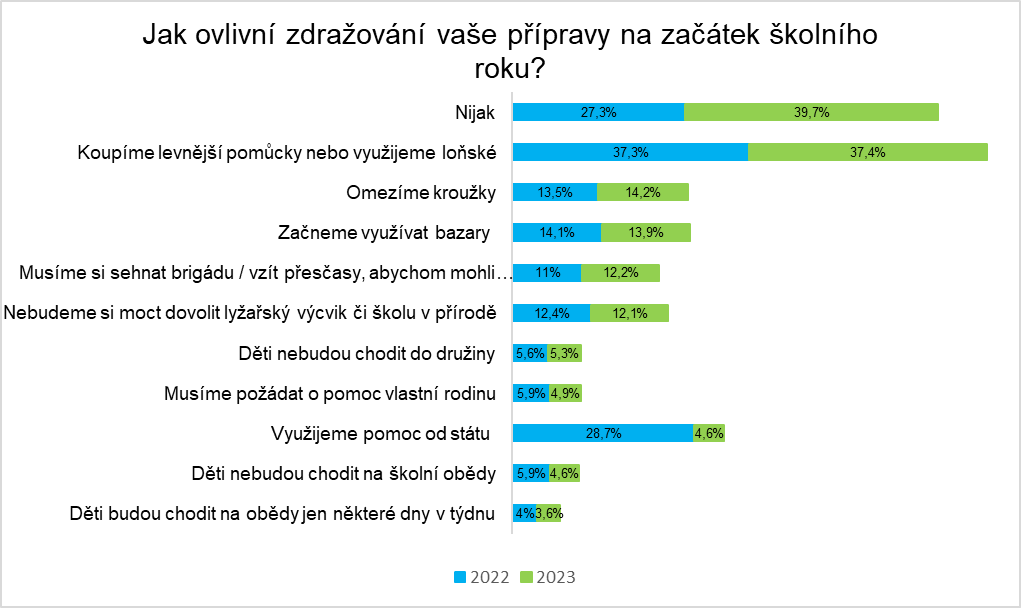 Jak ovlivní zdražování vaše přípravy na začátek školního
roku?
Nijak 27,3% 39,7%
Koupíme levnější pomůcky nebo využijeme loňské 37,3% 37,4%
Omezíme kroužky 13,5% 14,2%
Začneme využívat bazary 14,1% 13,9%
Musíme si sehnat brigádu / vzít přesčasy, abychom mohli… 11% 12,2%
Nebudeme si moct dovolit lyžařský výcvik či školu v přírodě 12,4% 12,1%
Děti nebudou chodit do družiny 5,6% 5,3%
Musíme požádat o pomoc vlastní rodinu 5,9% 4,9%
Využijeme pomoc od státu 28,7% 4,6%
Děti nebudou chodit na školní obědy 5,9% 4,6%
Děti budou chodit na obědy jen některé dny v týdnu 4% 3,6%
2022 2023